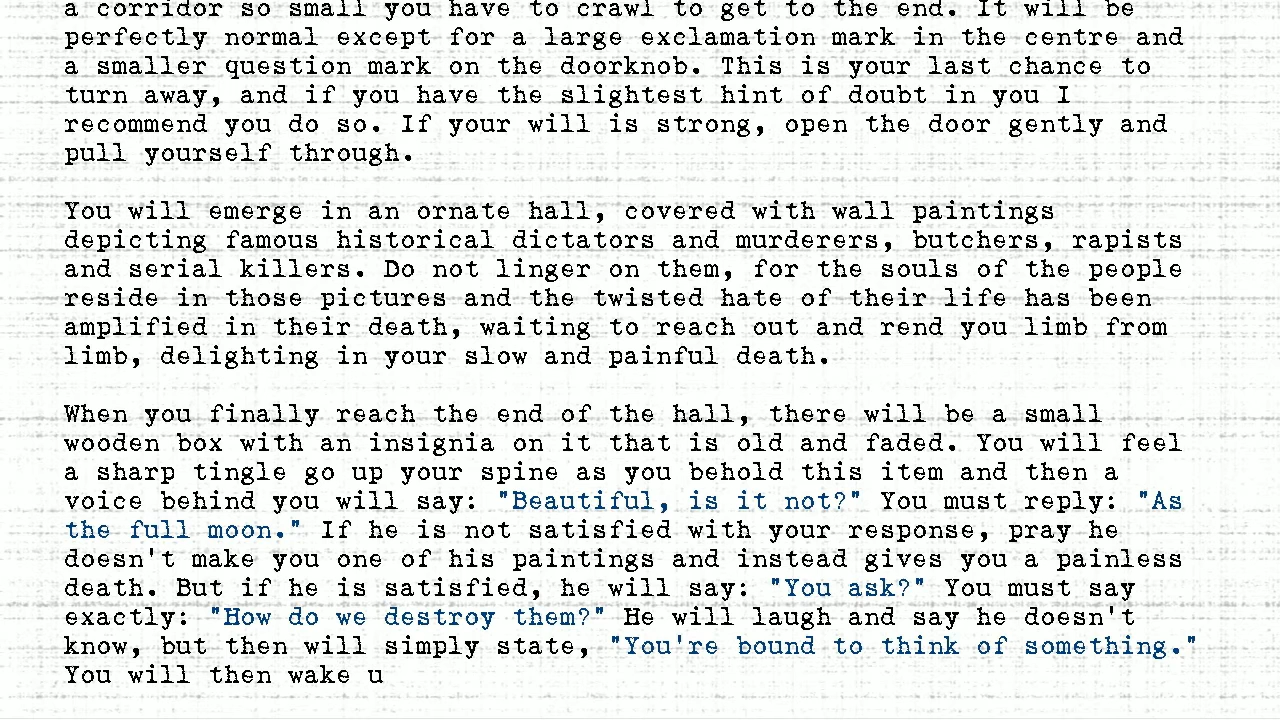 a corridor so small you have to crawl to get to the end. It will be
perfectly normal except for a large exclamation mark in the centre and
a smaller question mark on the doorknob. This is your last chance to
turn away, and if you have the slightest hint of doubt in you I
recommend you do so. If your will is strong, open the door gently and
pull yourself through.
You will emerge in an ornate hall, covered with wall paintings
depicting famous historical dictators and murderers, butchers, rapists
and serial killers. Do not linger on them, for the souls of the people
reside in those pictures and the twisted hate of their life has been
amplified in their death, waiting to reach out and rend you limb from
limb, delighting in your slow and painful death.
When you finally reach the end of the hall, there will be a small
wooden box with an insignia on it that is old and faded. You will feel
a sharp tingle go up your spine as you behold this item and then a
voice behind you will say: "Beautiful, is it not?" You must reply: "As
the full moon." If he is not satisfied with your response, pray he
doesn't make you one of his paintings and instead gives you a painless
death. But if he is satisfied, he will say: "You ask?" You must say
exactly: "How do we destroy them?" He will laugh and say he doesn't
know, but then will simply state, "You're bound to think of something."
You will then wake u